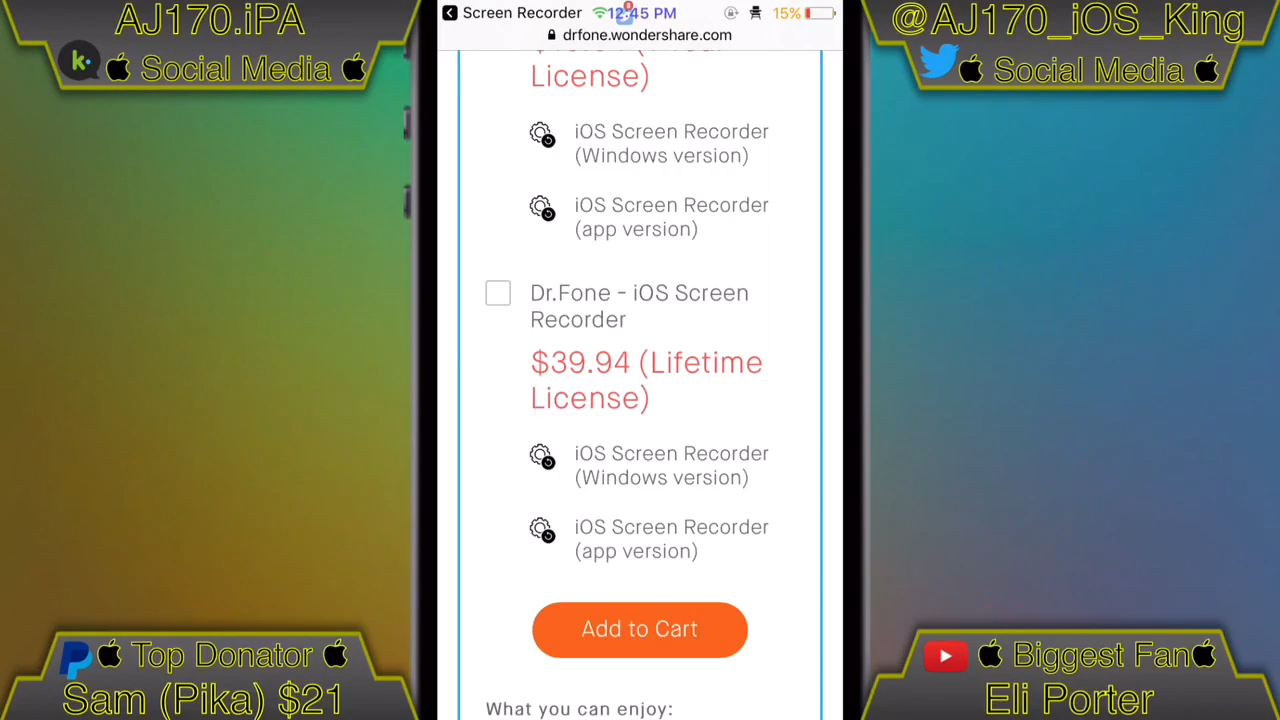 AJ170.iPA
Social Media
@AJ170_iOS_King
Social Media
Screen Recorder
12:45 PM
15%
drfone.wondershare.com
License)
iOS Screen Recorder
(Windows version)
iOS Screen Recorder
(app version)
Dr.Fone - iOS Screen
Recorder
$39.94 (Lifetime
License)
iOS Screen Recorder
(Windows version)
iOS Screen Recorder
(app version)
Add to Cart
What you can enjoy:
Top Donator
Sam (Pika) $21
Biggest Fan
Eli Porter